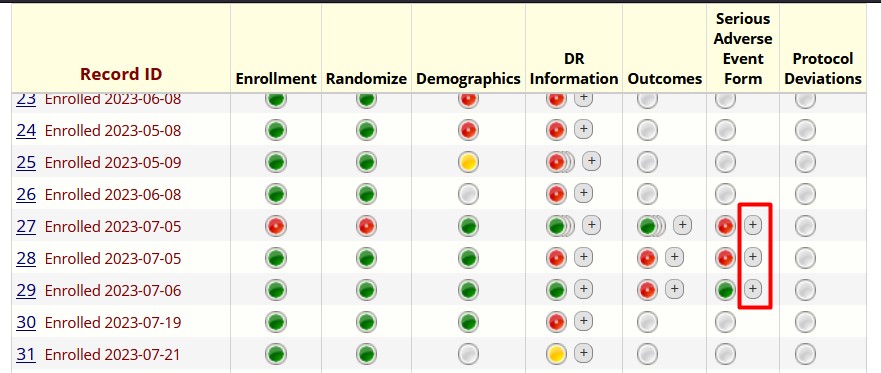 Record ID
Enrollment
Randomize
Demographics
DR
Information
Outcomes
Serious
Adverse
Event
Form
Protocol
Deviations
23 Enrolled 2023-06-08 +
24 Enrolled 2023-05-08 +
25 Enrolled 2023-05-09 +
26 Enrolled 2023-06-08 +
27 Enrolled 2023-07-05 + + +
28 Enrolled 2023-07-05 + + +
29 Enrolled 2023-07-06 + + +
30 Enrolled 2023-07-19 +
31 Enrolled 2023-07-21 +